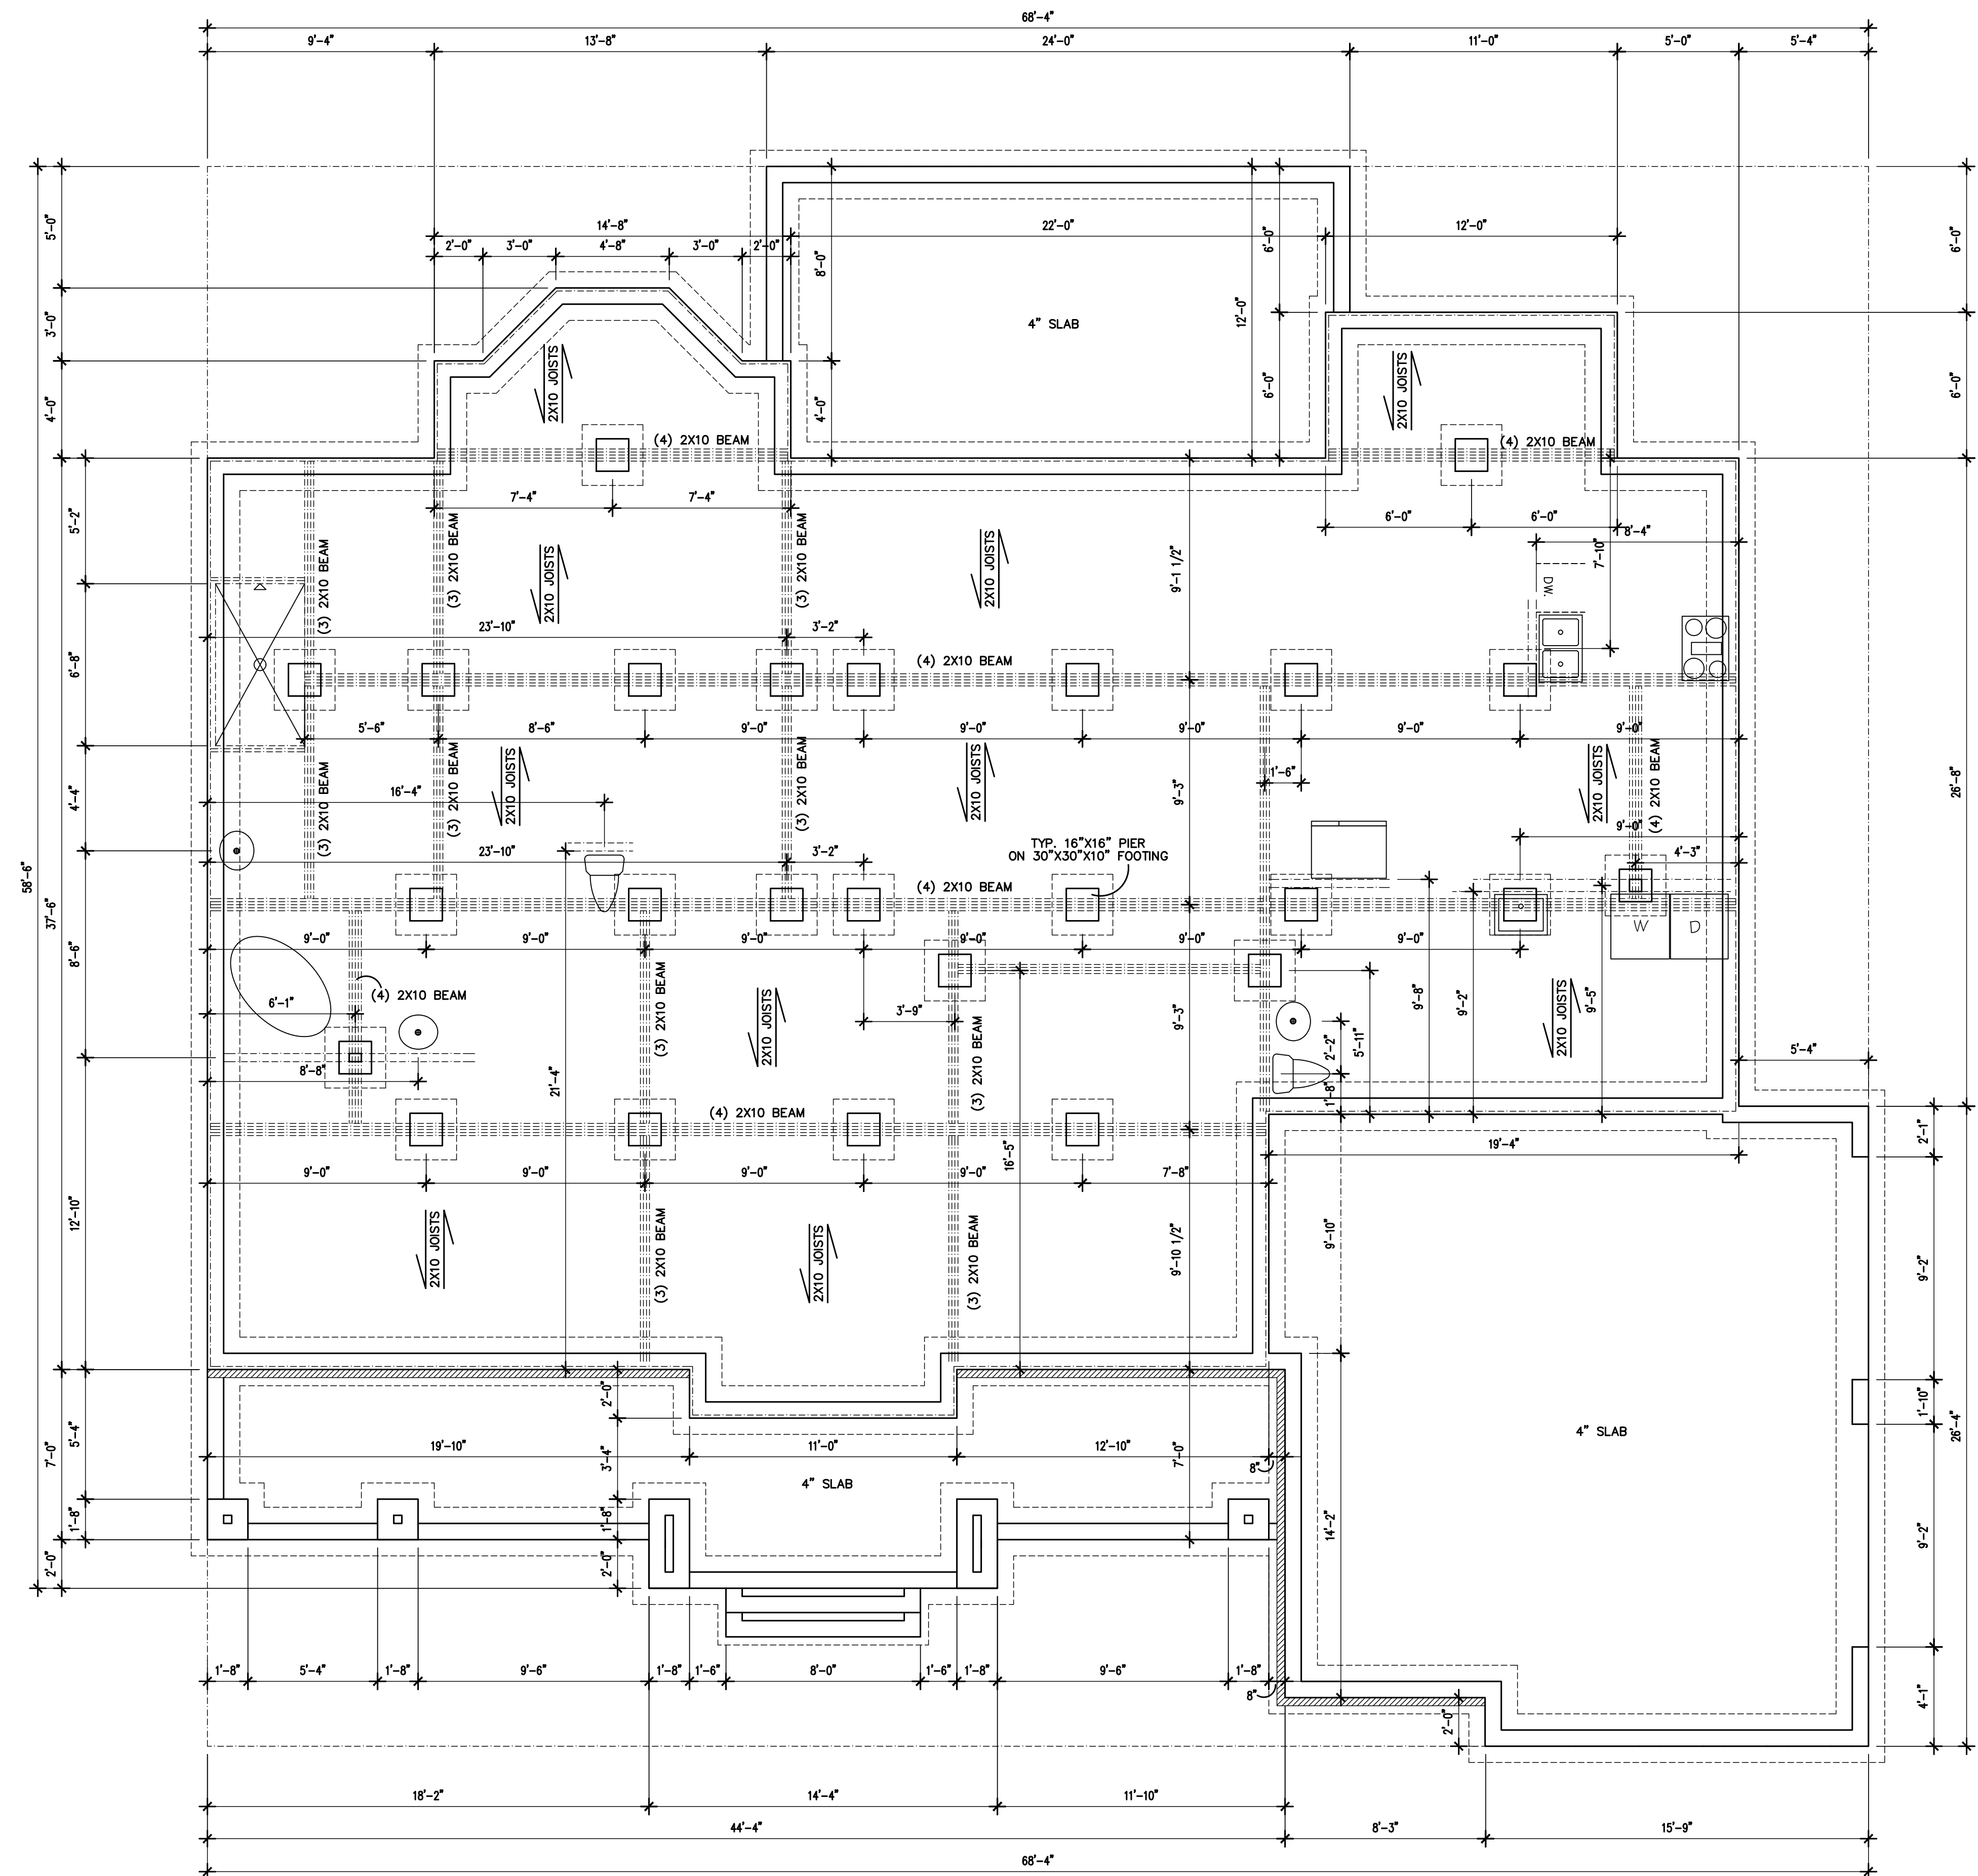 68'-4"
9'-4" 13'-8" 24'-0" 11'-0" 5'-0" 5'-4"
14'-8" 22'-0" 12'-0"
2'-0" 3'-0" 4'-8" 3'-0" 2'-0"
5'-0"
3'-0"
4'-0"
8'-0"
4'-0"
12'-0"
6'-0"
6'-0"
6'-0"
6'-0"
4" SLAB
2X10 JOISTS
2X10 JOISTS
(4) 2X10 BEAM
(4) 2X10 BEAM
7'-4" 7'-4"
6'-0" 6'-0"
8'-4"
7'-10"
5'-2"
(3) 2X10 BEAM
(3) 2X10 BEAM
(3) 2X10 BEAM
2X10 JOISTS
2X10 JOISTS
9'-1 1/2"
DW.
23'-10" 3'-2"
(4) 2X10 BEAM
6'-8"
5'-6" 8'-6" 9'-0" 9'-0" 9'-0" 9'-0" 9'-0"
1'-6"
(3) 2X10 BEAM
(3) 2X10 BEAM
(3) 2X10 BEAM
2X10 JOISTS
2X10 JOISTS
2X10 JOISTS
(4) 2X10 BEAM
9'-3"
26'-8"
4'-4"
16'-4"
9'-0"
4'-3"
TYP. 16"X16" PIER
ON 30"X30"X10" FOOTING
23'-10" 3'-2"
(4) 2X10 BEAM
58'-6"
37'-6"
8'-6"
W D
9'-0" 9'-0" 9'-0" 9'-0" 9'-0" 9'-0"
(4) 2X10 BEAM
6'-1"
8'-8"
(3) 2X10 BEAM
2X10 JOISTS
3'-9"
(3) 2X10 BEAM
9'-3"
2'-2"
1'-8"
5'-11"
9'-8"
9'-2"
9'-5"
2X10 JOISTS
5'-4"
21'-4"
(4) 2X10 BEAM
16'-5"
19'-4"
2'-1"
9'-0" 9'-0" 9'-0" 9'-0" 7'-8"
12'-10"
2X10 JOISTS
(3) 2X10 BEAM
2X10 JOISTS
(3) 2X10 BEAM
9'-10 1/2"
9'-10"
9'-2"
1'-10"
26'-4"
4" SLAB
2'-0"
19'-10" 11'-0" 12'-10"
8"
7'-0"
5'-4"
7'-0"
3'-4"
4" SLAB
1'-8"
1'-8"
2'-0"
2'-0"
14'-2"
9'-2"
1'-8" 5'-4" 1'-8" 9'-6" 1'-8" 1'-6" 8'-0" 1'-6" 1'-8" 9'-6" 1'-8"
8"
2'-0"
4'-1"
18'-2" 14'-4" 11'-10"
44'-4" 8'-3" 15'-9"
68'-4"